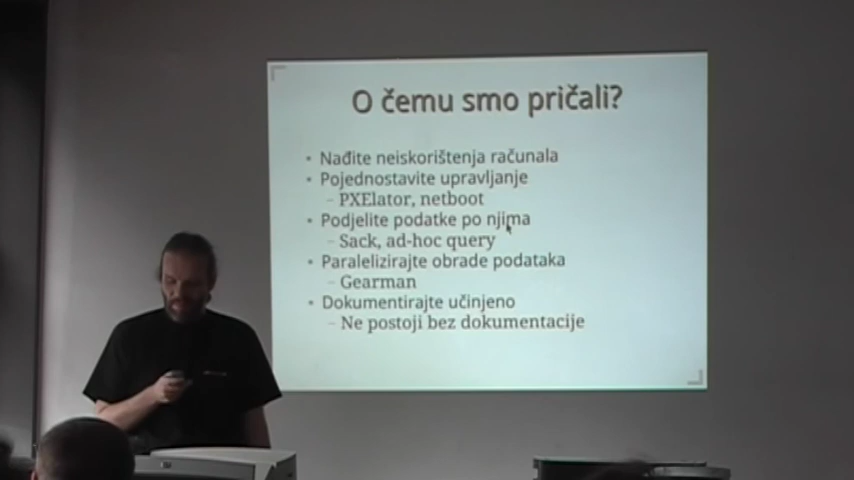 O čemu smo pričali?
Nađite neiskorištenja računala
Pojednostavite upravljanje
PXElator, netboot
Podjelite podatke po njima
Sack, ad-hoc query
Paralelizirajte obrade podataka
Gearman
Dokumentirajte učinjeno
Ne postoji bez dokumentacije